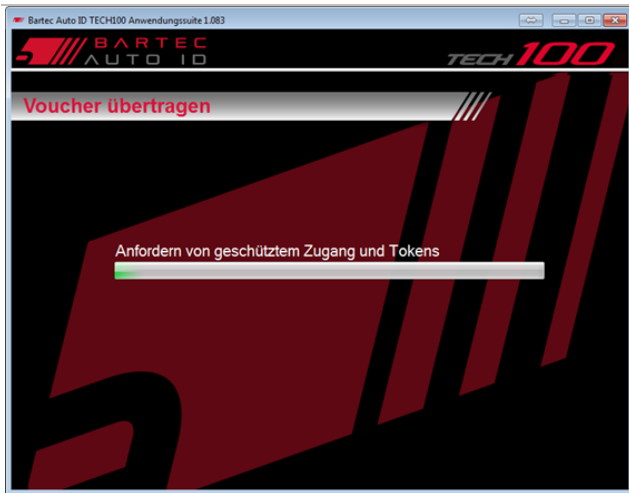 Bartec Auto ID TECH100 Anwendungssuite 1.083
BARTEC
AUTO ID
TECH100
Voucher übertragen
Anfordern von geschütztem Zugang und Tokens